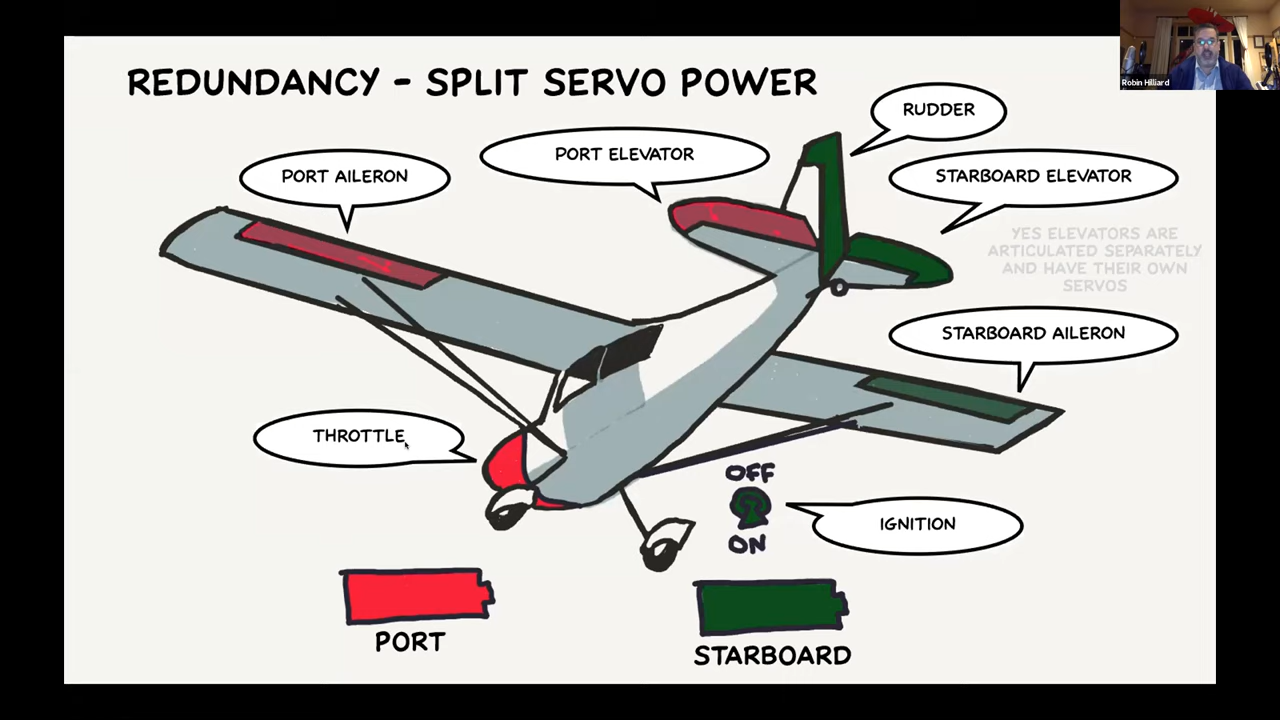 Robin Hilliard
REDUNDANCY - SPLIT SERVO POWER
RUDDER
PORT ELEVATOR
PORT AILERON
STARBOARD ELEVATOR
YES ELEVATORS ARE
ARTICULATED SEPARATELY
AND HAVE THEIR OWN
SERVOS
STARBOARD AILERON
THROTTLE
OFF
IGNITION
ON
PORT
STARBOARD